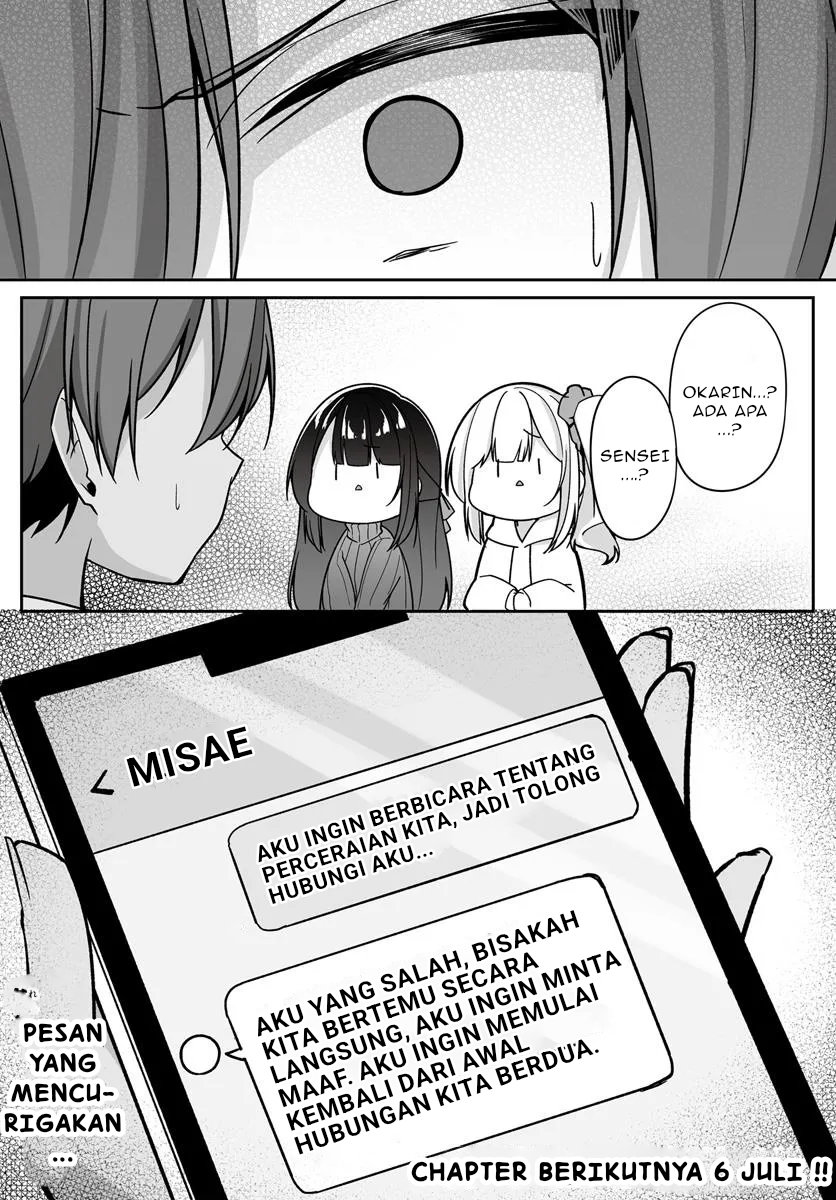 OKARIN...?
ADA APA
...?
SENSEI
....?
< MISAE
AKU INGIN BERBICARA TENTANG
PERCERAIAN KITA, JADI TOLONG
HUBUNGI AKU...
AKU YANG SALAH, BISAKAH
KITA BERTEMU SECARA
LANGSUNG, AKU INGIN MINTA
MAAF. AKU INGIN MEMULAI
KEMBALI DARI AWAL
HUBUNGAN KITA BERDUA.
PESAN
YANG
MENCU-
RIGAKAN
...
CHAPTER BERIKUTNYA 6 JULI !!